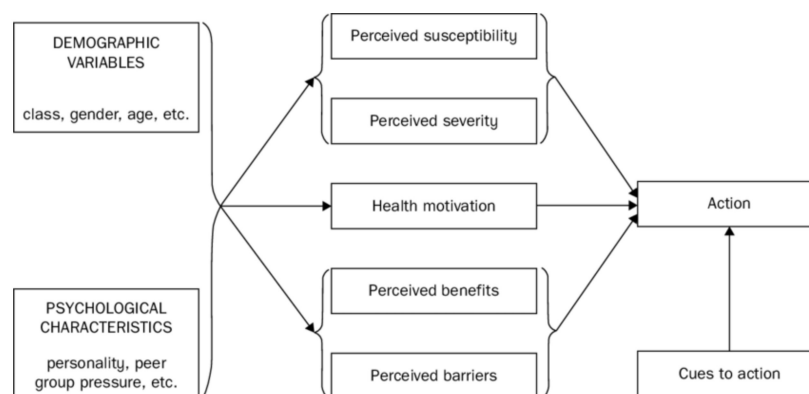 DEMOGRAPHIC
VARIABLES
class, gender, age, etc.
PSYCHOLOGICAL
CHARACTERISTICS
personality, peer
group pressure, etc.
Perceived susceptibility
Perceived severity
Health motivation
Perceived benefits
Perceived barriers
Action
Cues to action